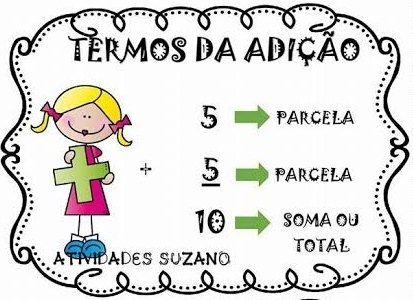 TERMOS DA ADIÇÃO
5 PARCELA
+ 5 PARCELA
10 SOMA OU
TOTAL
ATIVIDADES SUZANO